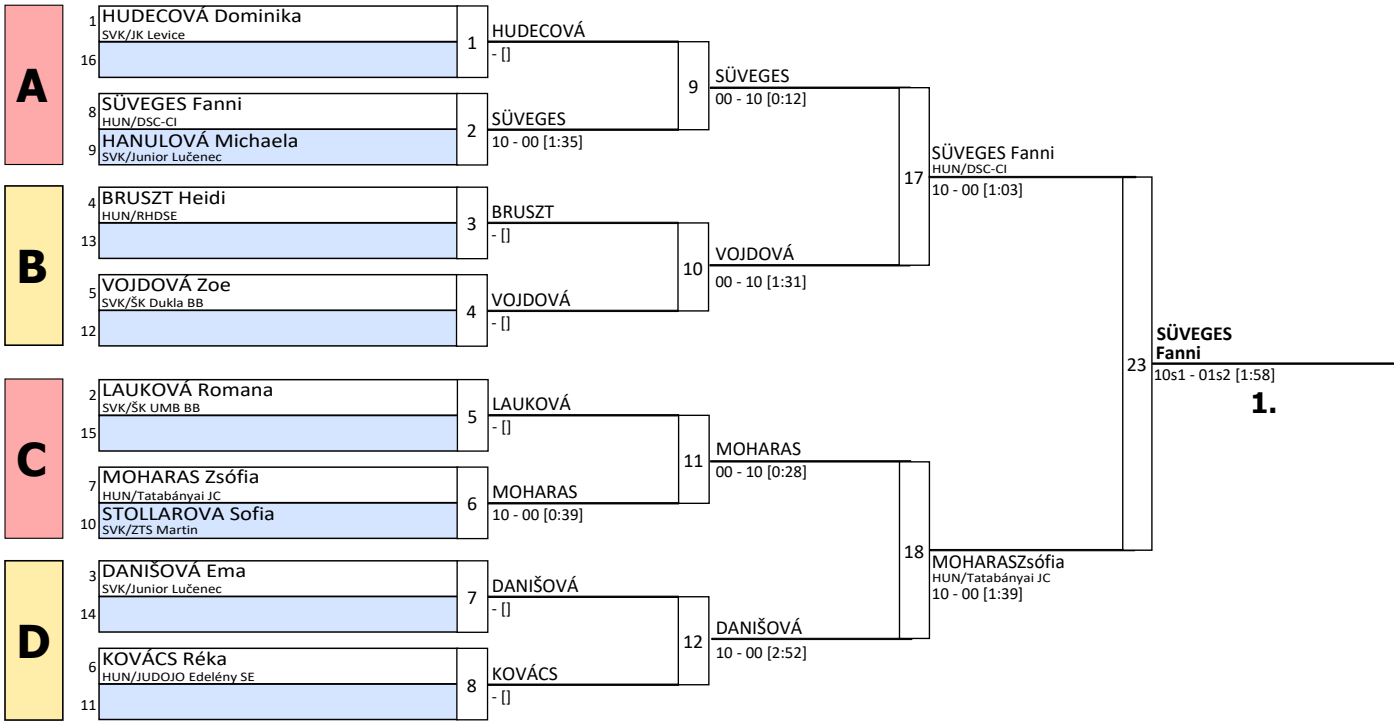 A
1 HUDECOVÁ Dominika
SVK/JK Levice
16
1
8 SÜVEGES Fanni
HUN/DSC-CI
9 HANULOVÁ Michaela
SVK/Junior Lučenec
2
B
4 BRUSZT Heidi
HUN/RHDSE
13
3
5 VOJDOVÁ Zoe
SVK/ŠK Dukla BB
12
4
C
2 LAUKOVÁ Romana
SVK/ŠK UMB BB
15
5
7 MOHARAS Zsófia
HUN/Tatabányai JC
10 STOLLAROVA Sofia
SVK/ZTS Martin
6
D
3 DANIŠOVÁ Ema
SVK/Junior Lučenec
14
7
6 KOVÁCS Réka
HUN/JUDOJO Edelény SE
11
8
HUDECOVÁ
- []
SÜVEGES
10 - 00 [1:35]
9
BRUSZT
- []
VOJDOVÁ
- []
10
LAUKOVÁ
- []
MOHARAS
10 - 00 [0:39]
11
DANIŠOVÁ
- []
KOVÁCS
- []
12
SÜVEGES
00 - 10 [0:12]
VOJDOVÁ
00 - 10 [1:31]
17
MOHARAS
00 - 10 [0:28]
DANIŠOVÁ
10 - 00 [2:52]
18
SÜVEGES Fanni
HUN/DSC-CI
10 - 00 [1:03]
MOHARASZsófia
HUN/Tatabányai JC
10 - 00 [1:39]
23
SÜVEGES
Fanni
10s1 - 01s2 [1:58]
1.